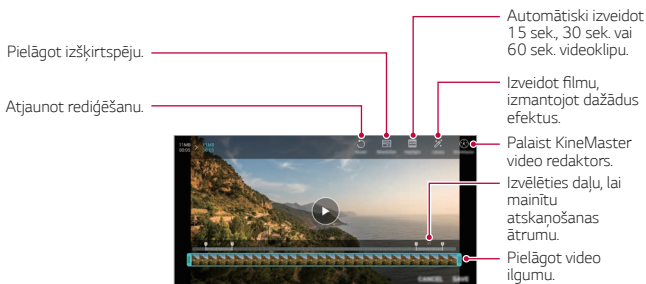 Pielāgot izšķirtspēju.
Atjaunot rediģēšanu.
Automātiski izveidot
15 sek., 30 sek. vai
60 sek. videoklipu.
Izveidot filmu,
izmantojot dažādus
efektus.
Palaist KineMaster
video redaktors.
Izvēlēties daļu, lai
mainītu
atskaņošanas
ātrumu.
Pielāgot video
ilgumu.
CANCEL SAVE